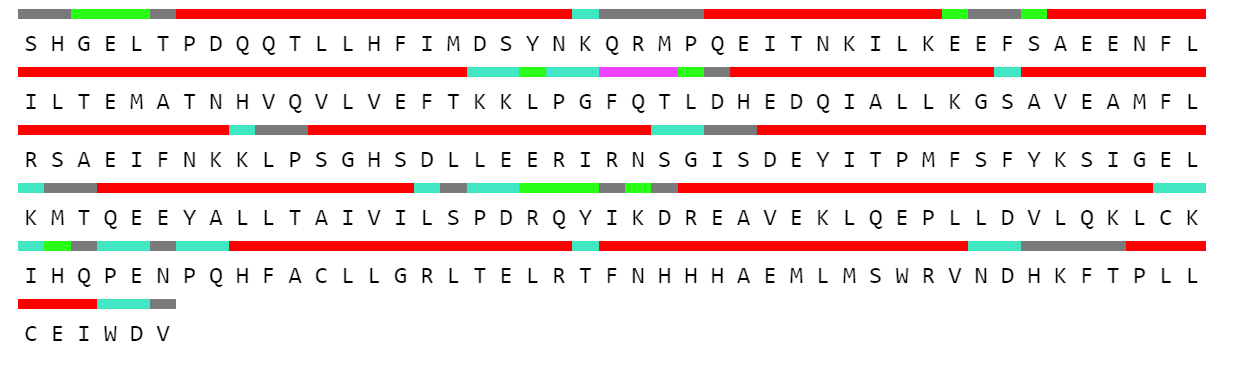 S H G E L T P D Q Q T L L H F I M D S Y N K Q R M P Q E I T N K I L K E E F S A E E N F L
I L T E M A T N H V Q V L V E F T K K L P G F Q T L D H E D Q I A L L K G S A V E A M F L
R S A E I F N K K L P S G H S D L L E E R I R N S G I S D E Y I T P M F S F Y K S I G E L
K M T Q E E Y A L L T A I V I L S P D R Q Y I K D R E A V E K L Q E P L L D V L Q K L C K
I H Q P E N P Q H F A C L L G R L T E L R T F N H H H A E M L M S W R V N D H K F T P L L
C E I W D V